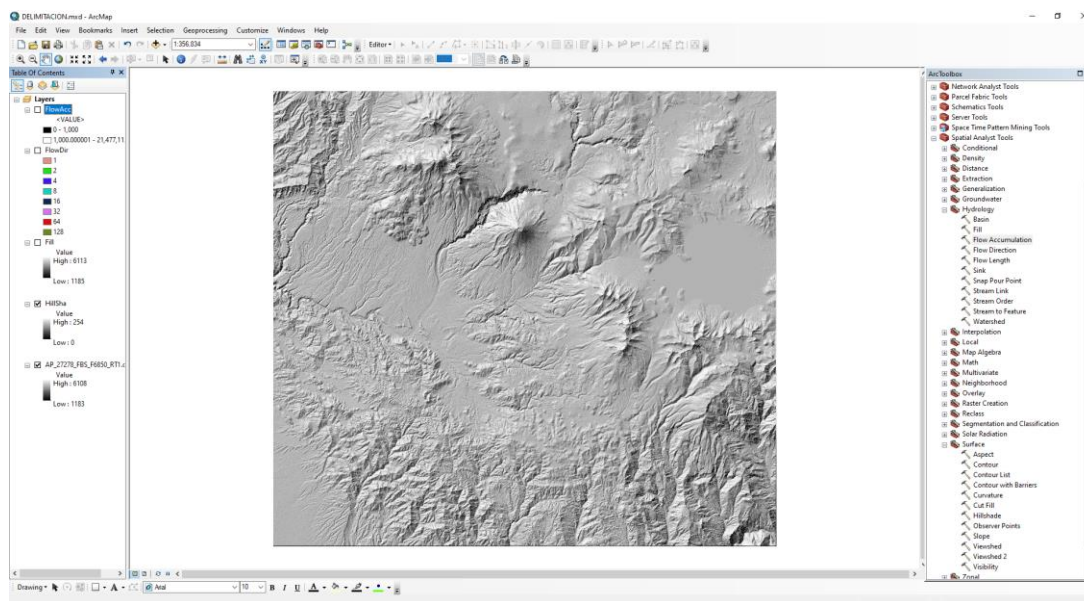 DELIMITACION.mxd - ArcMap
File Edit View Bookmarks Insert Selection Geoprocessing Customize Windows Help
1:356,834
Editor
Table Of Contents
Layers
FlowAcc
<VALUE>
0 - 1,000
1,000.000001 - 21,477,11
FlowDir
1
2
4
8
16
32
64
128
Fill
Value
High : 6113
Low : 1185
HillSha
Value
High : 254
Low : 0
AP_27278_FBS_F6850_RT1.c
Value
High : 6108
Low : 1183
ArcToolbox
Network Analyst Tools
Parcel Fabric Tools
Schematics Tools
Server Tools
Space Time Pattern Mining Tools
Spatial Analyst Tools
Conditional
Density
Distance
Extraction
Generalization
Groundwater
Hydrology
Basin
Fill
Flow Accumulation
Flow Direction
Flow Length
Sink
Snap Pour Point
Stream Link
Stream Order
Stream to Feature
Watershed
Interpolation
Local
Map Algebra
Math
Multivariate
Neighborhood
Overlay
Raster Creation
Reclass
Segmentation and Classification
Solar Radiation
Surface
Aspect
Contour
Contour List
Contour with Barriers
Curvature
Cut Fill
Hillshade
Observer Points
Slope
Viewshed
Viewshed 2
Visibility
Zonal
Drawing A Arial 10 B I U A